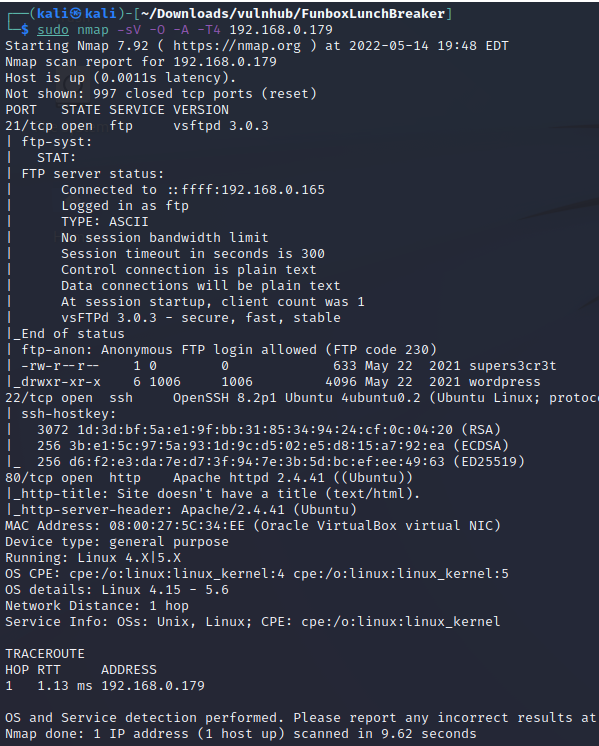 ┌──(kali㉿kali)-[~/Downloads/vulnhub/FunboxLunchBreaker]
└─$ sudo nmap -sV -O -A -T4 192.168.0.179
Starting Nmap 7.92 ( https://nmap.org ) at 2022-05-14 19:48 EDT
Nmap scan report for 192.168.0.179
Host is up (0.0011s latency).
Not shown: 997 closed tcp ports (reset)
PORT   STATE SERVICE VERSION
21/tcp open  ftp     vsftpd 3.0.3
| ftp-syst:
|   STAT:
| FTP server status:
|      Connected to ::ffff:192.168.0.165
|      Logged in as ftp
|      TYPE: ASCII
|      No session bandwidth limit
|      Session timeout in seconds is 300
|      Control connection is plain text
|      Data connections will be plain text
|      At session startup, client count was 1
|      vsFTPd 3.0.3 - secure, fast, stable
|_End of status
| ftp-anon: Anonymous FTP login allowed (FTP code 230)
| -rw-r--r--    1 0        0             633 May 22  2021 supers3cr3t
|_drwxr-xr-x    6 1006     1006         4096 May 22  2021 wordpress
22/tcp open  ssh     OpenSSH 8.2p1 Ubuntu 4ubuntu0.2 (Ubuntu Linux; protoc
| ssh-hostkey:
|   3072 1d:3d:bf:5a:e1:9f:bb:31:85:34:94:24:cf:0c:04:20 (RSA)
|   256 3b:e1:5c:97:5a:93:1d:9c:d5:02:e5:d8:15:a7:92:ea (ECDSA)
|_  256 d6:f2:e3:da:7e:d7:3f:94:7e:3b:5d:bc:ef:ee:49:63 (ED25519)
80/tcp open  http    Apache httpd 2.4.41 ((Ubuntu))
|_http-title: Site doesn't have a title (text/html).
|_http-server-header: Apache/2.4.41 (Ubuntu)
MAC Address: 08:00:27:5C:34:EE (Oracle VirtualBox virtual NIC)
Device type: general purpose
Running: Linux 4.X|5.X
OS CPE: cpe:/o:linux:linux_kernel:4 cpe:/o:linux:linux_kernel:5
OS details: Linux 4.15 - 5.6
Network Distance: 1 hop
Service Info: OSs: Unix, Linux; CPE: cpe:/o:linux:linux_kernel
TRACEROUTE
HOP RTT     ADDRESS
1   1.13 ms 192.168.0.179
OS and Service detection performed. Please report any incorrect results at
Nmap done: 1 IP address (1 host up) scanned in 9.62 seconds